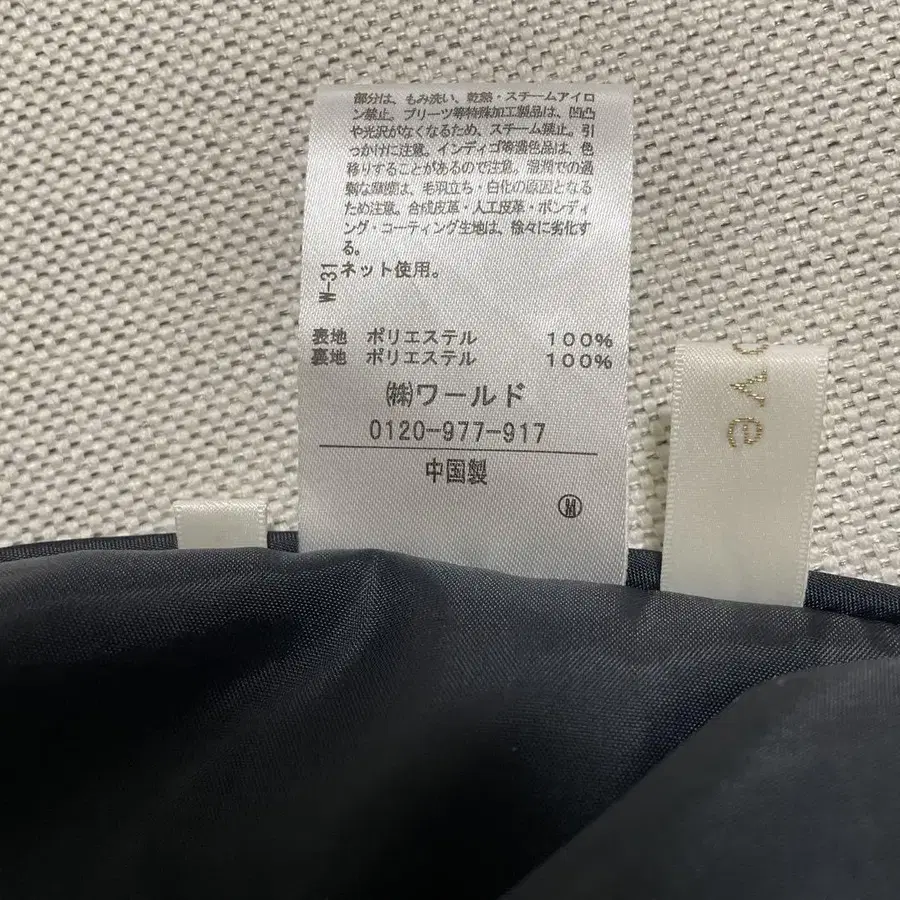 部分は、もみ洗い、乾熱・スチームアイロ
ン禁止。プリーツ等特殊加工製品は、凹凸
や光沢がなくなるため、スチーム禁止。引
っかけに注意。インディゴ等濃色品は、色
移りすることがあるので注意。湿潤での過
剰な摩擦は、毛羽立ち・白化の原因となる
ため注意。合成皮革・人工皮革・ボンディ
ング・コーティング生地は、徐々に劣化す
る。
ネット使用。
W-31
表地 ポリエステル 100%
裏地 ポリエステル 100%
㈱ワールド
0120-977-917
中国製
M
ve